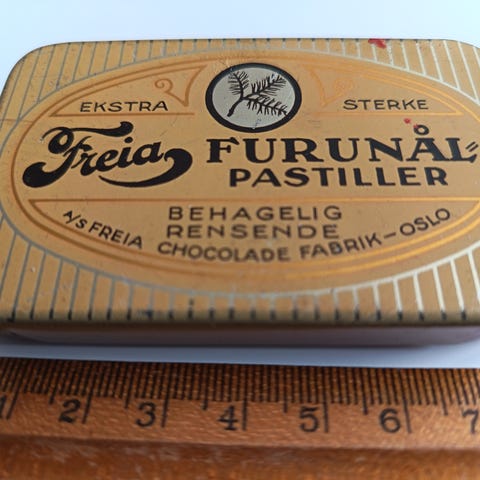 EKSTRA STERKE
Freia FURUNÅL
PASTILLER
BEHAGELIG
RENSENDE
A/S FREIA CHOCOLADE FABRIK-OSLO
1 2 3 4 5 6 7